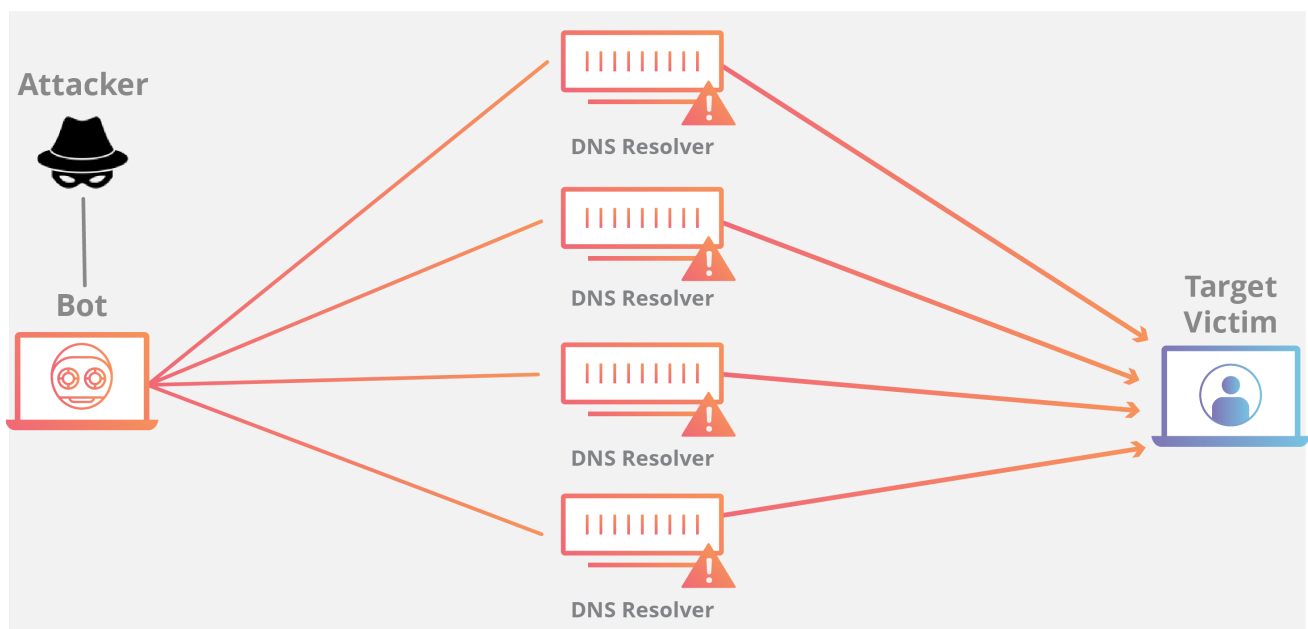 Attacker
Bot
DNS Resolver
DNS Resolver
DNS Resolver
DNS Resolver
Target
Victim